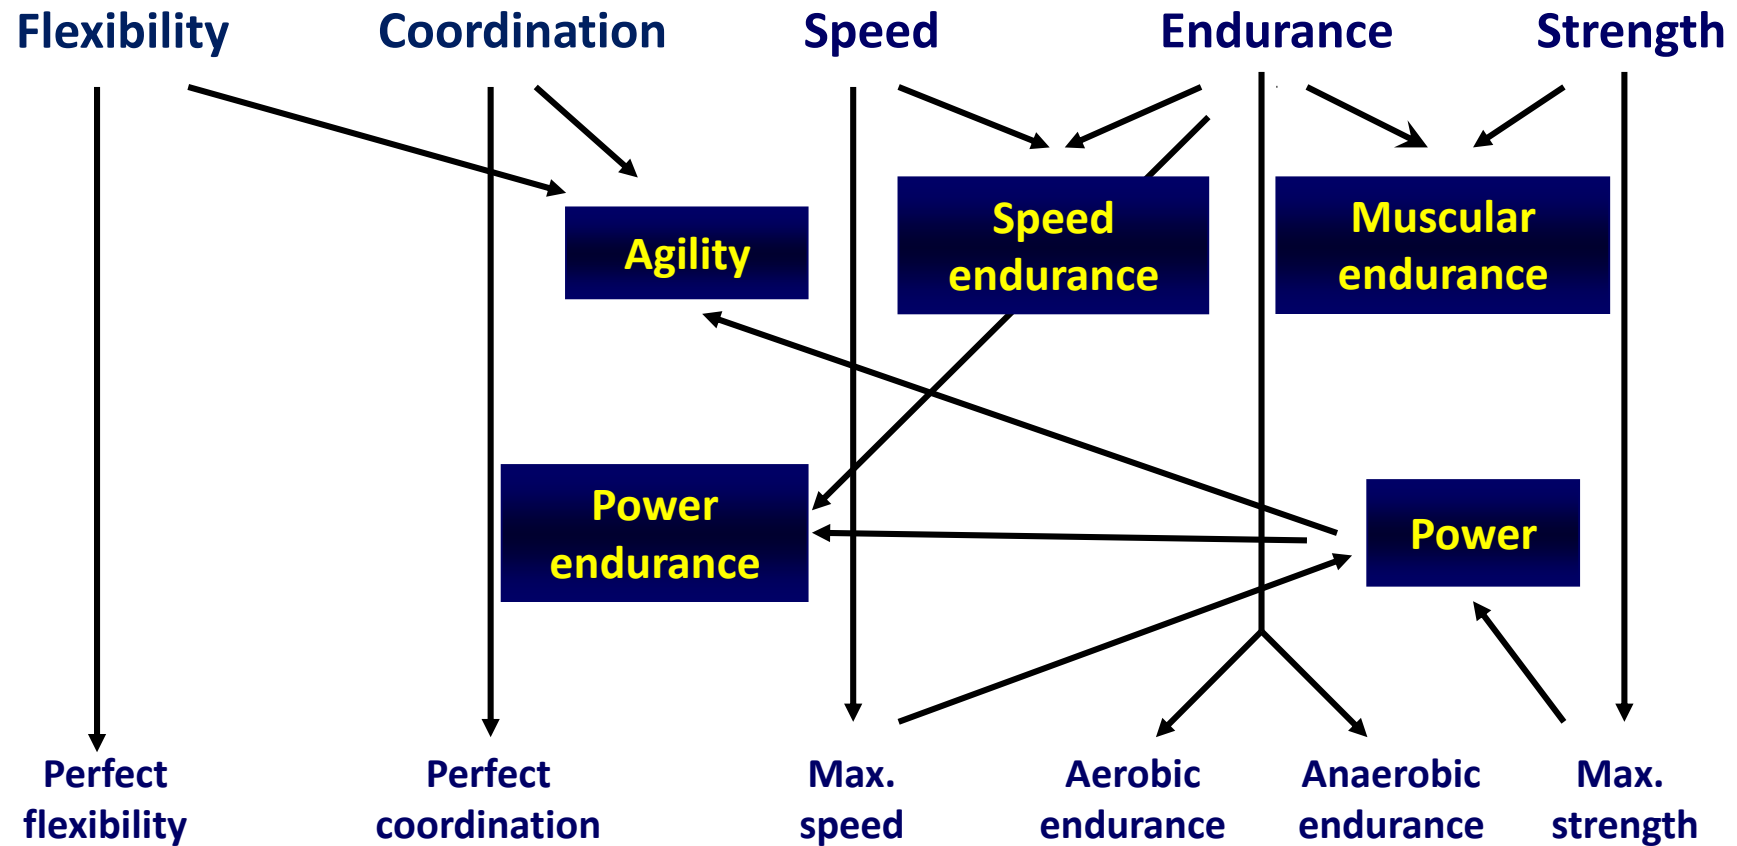 Flexibility
Coordination
Speed
Endurance
Strength
Agility
Speed
endurance
Muscular
endurance
Power
endurance
Power
Perfect
flexibility
Perfect
coordination
Max.
speed
Aerobic
endurance
Anaerobic
endurance
Max.
strength